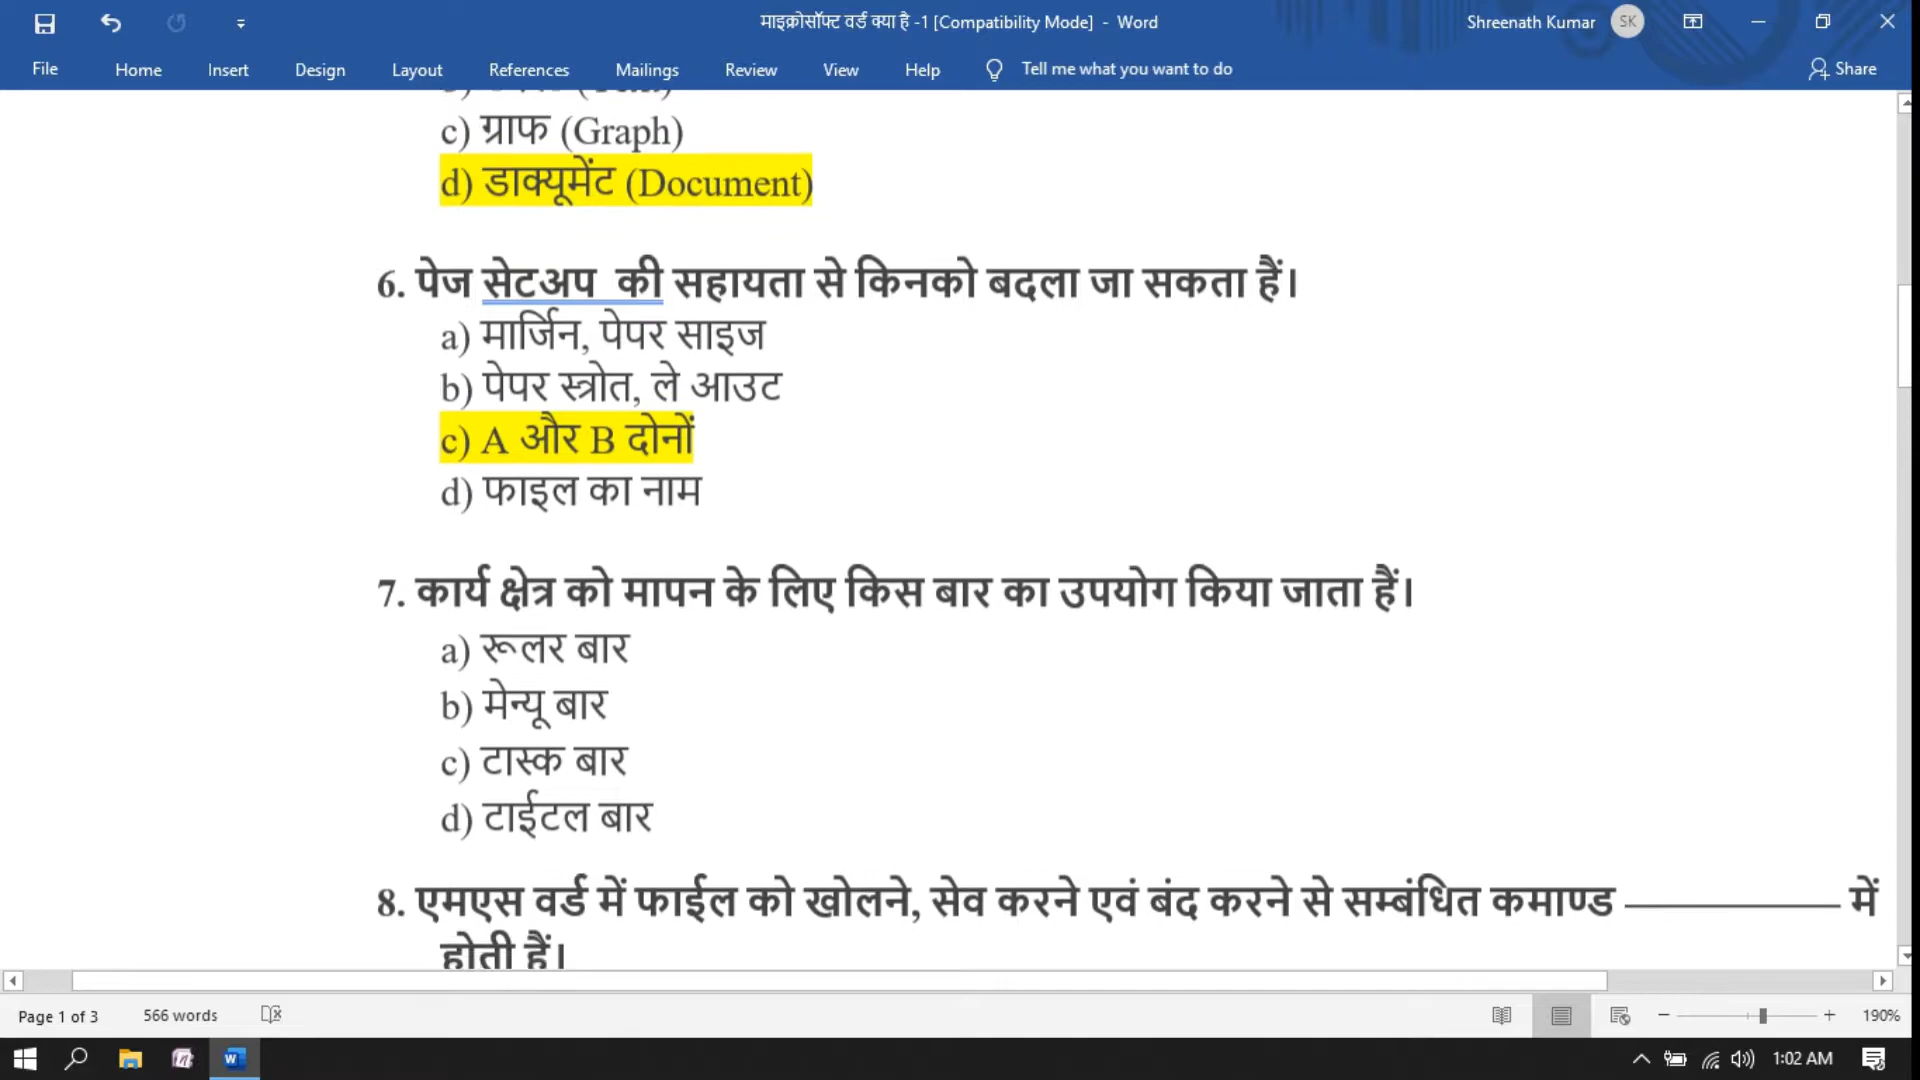 माइक्रोसॉफ्ट वर्ड क्या है -1 [Compatibility Mode] - Word
Shreenath Kumar
SK
File
Home
Insert
Design
Layout
References
Mailings
Review
View
Help
Tell me what you want to do
Share
c) ग्राफ (Graph)
d) डाक्यूमेंट (Document)
6. पेज सेटअप की सहायता से किनको बदला जा सकता हैं।
a) मार्जिन, पेपर साइज
b) पेपर स्त्रोत, ले आउट
c) A और B दोनों
d) फाइल का नाम
7. कार्य क्षेत्र को मापन के लिए किस बार का उपयोग किया जाता हैं।
a) रूलर बार
b) मेन्यू बार
c) टास्क बार
d) टाईटल बार
8. एमएस वर्ड में फाईल को खोलने, सेव करने एवं बंद करने से सम्बंधित कमाण्ड ________ में
होती हैं।
Page 1 of 3
566 words
190%
1:02 AM